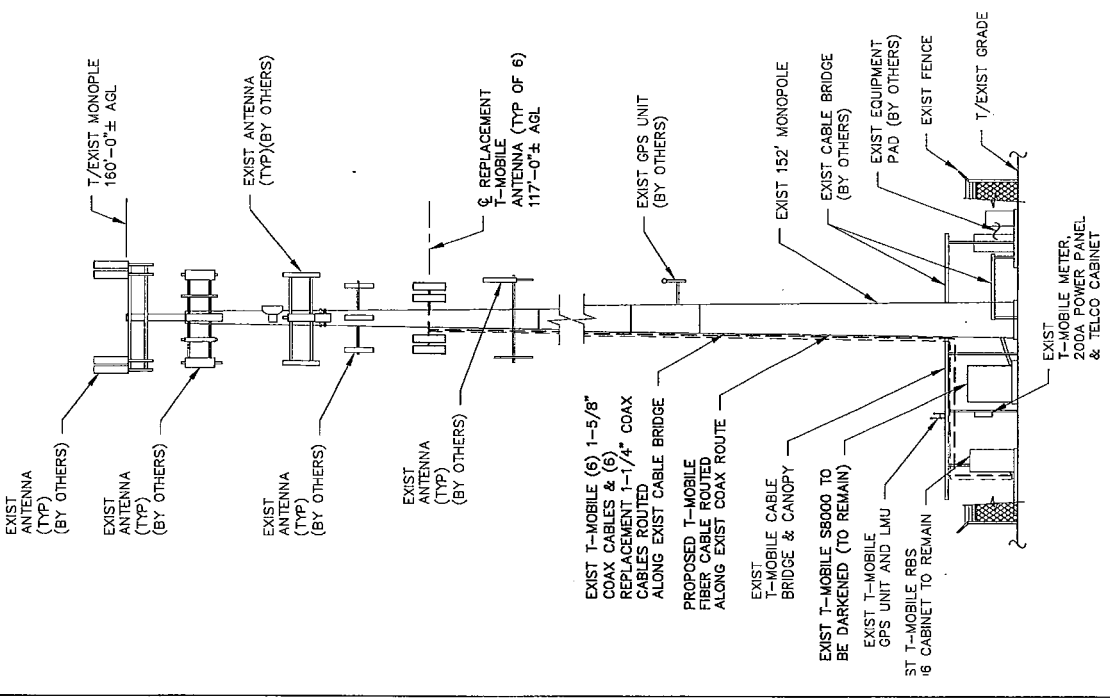 T/EXIST MONOPLE
160'-0"± AGL
EXIST
ANTENNA
(TYP)
(BY OTHERS)
EXIST
ANTENNA
(TYP)
(BY OTHERS)
EXIST ANTENNA
(TYP)(BY OTHERS)
EXIST
ANTENNA
(TYP)
(BY OTHERS)
℄ REPLACEMENT
T-MOBILE
ANTENNA (TYP OF 6)
117'-0"± AGL
EXIST
ANTENNA
(TYP)
(BY OTHERS)
EXIST GPS UNIT
(BY OTHERS)
EXIST T-MOBILE (6) 1-5/8"
COAX CABLES & (6)
REPLACEMENT 1-1/4" COAX
CABLES ROUTED
ALONG EXIST CABLE BRIDGE
PROPOSED T-MOBILE
FIBER CABLE ROUTED
ALONG EXIST COAX ROUTE
EXIST 152' MONOPOLE
EXIST CABLE BRIDGE
(BY OTHERS)
EXIST
T-MOBILE CABLE
BRIDGE & CANOPY
EXIST EQUIPMENT
PAD (BY OTHERS)
EXIST T-MOBILE S8000 TO
BE DARKENED (TO REMAIN)
EXIST FENCE
EXIST T-MOBILE
GPS UNIT AND LMU
T/EXIST GRADE
ST T-MOBILE RBS
6 CABINET TO REMAIN
EXIST
T-MOBILE METER,
200A POWER PANEL
& TELCO CABINET